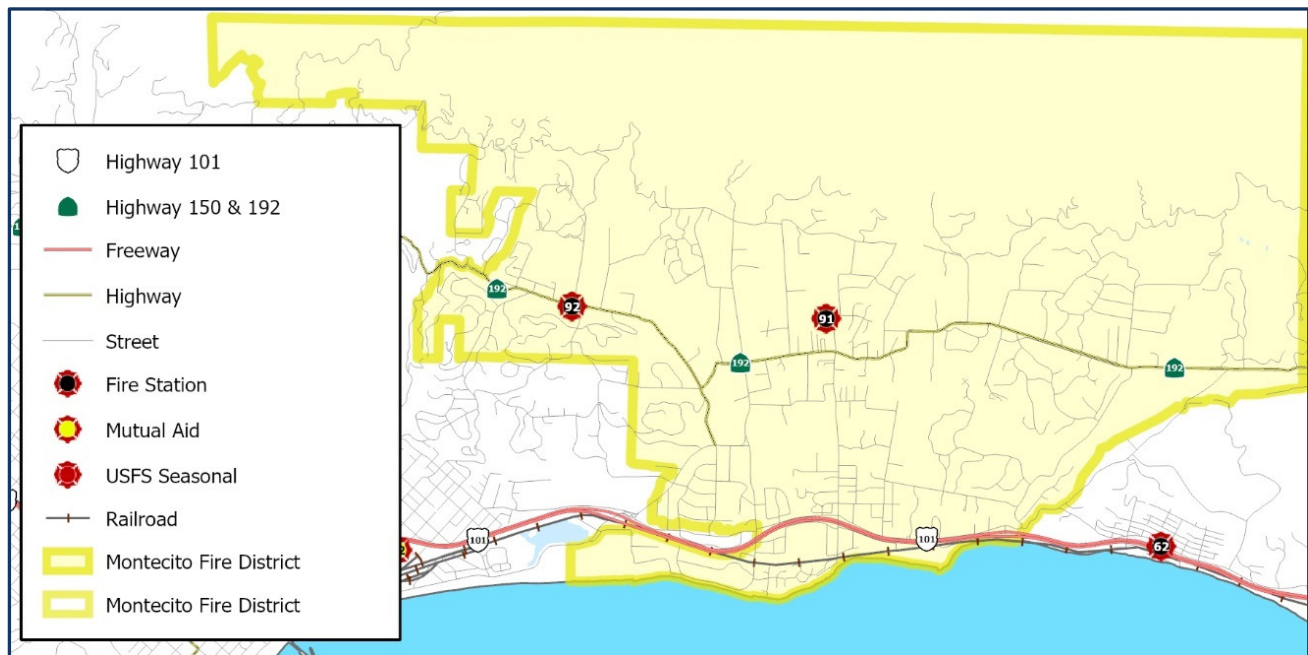 Highway 101
Highway 150 & 192
Freeway
Highway
Street
Fire Station
Mutual Aid
USFS Seasonal
Railroad
Montecito Fire District
Montecito Fire District
192
92
91
192
192
101
101
62